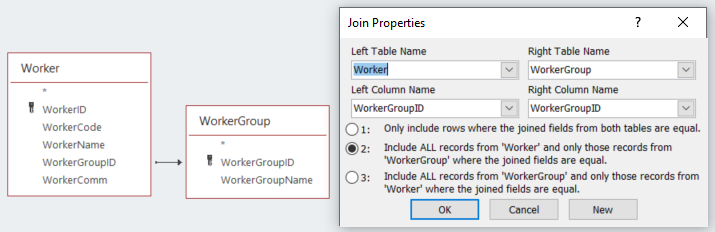 Worker
*
WorkerID
WorkerCode
WorkerName
WorkerGroupID
WorkerComm
WorkerGroup
*
WorkerGroupID
WorkerGroupName
Join Properties
?
Left Table Name
Right Table Name
Worker
WorkerGroup
Left Column Name
Right Column Name
WorkerGroupID
WorkerGroupID
1: Only include rows where the joined fields from both tables are equal.
2: Include ALL records from 'Worker' and only those records from
'WorkerGroup' where the joined fields are equal.
3: Include ALL records from 'WorkerGroup' and only those records from
'Worker' where the joined fields are equal.
OK
Cancel
New